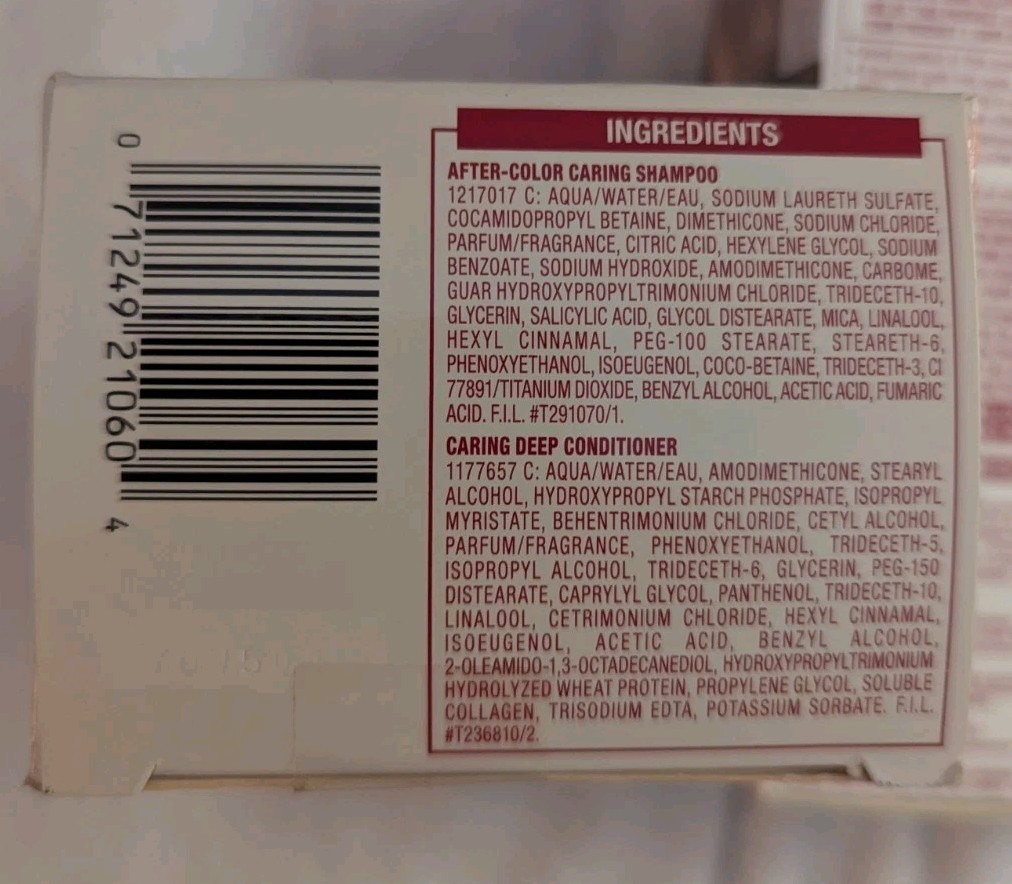 INGREDIENTS
AFTER-COLOR CARING SHAMPOO
1217017 C: AQUA/WATER/EAU, SODIUM LAURETH SULFATE,
COCAMIDOPROPYL BETAINE, DIMETHICONE, SODIUM CHLORIDE,
PARFUM/FRAGRANCE, CITRIC ACID, HEXYLENE GLYCOL, SODIUM
BENZOATE, SODIUM HYDROXIDE, AMODIMETHICONE, CARBOME,
GUAR HYDROXYPROPYLTRIMONIUM CHLORIDE, TRIDECETH-10,
GLYCERIN, SALICYLIC ACID, GLYCOL DISTEARATE, MICA, LINALOOL,
HEXYL CINNAMAL, PEG-100 STEARATE, STEARETH-6,
PHENOXYETHANOL, ISOEUGENOL, COCO-BETAINE, TRIDECETH-3, CI
77891/TITANIUM DIOXIDE, BENZYL ALCOHOL, ACETIC ACID, FUMARIC
ACID. F.I.L. #T291070/1.
CARING DEEP CONDITIONER
1177657 C: AQUA/WATER/EAU, AMODIMETHICONE, STEARYL
ALCOHOL, HYDROXYPROPYL STARCH PHOSPHATE, ISOPROPYL
MYRISTATE, BEHENTRIMONIUM CHLORIDE, CETYL ALCOHOL,
PARFUM/FRAGRANCE, PHENOXYETHANOL, TRIDECETH-5,
ISOPROPYL ALCOHOL, TRIDECETH-6, GLYCERIN, PEG-150
DISTEARATE, CAPRYLYL GLYCOL, PANTHENOL, TRIDECETH-10,
LINALOOL, CETRIMONIUM CHLORIDE, HEXYL CINNAMAL,
ISOEUGENOL, ACETIC ACID, BENZYL ALCOHOL,
2-OLEAMIDO-1,3-OCTADECANEDIOL, HYDROXYPROPYLTRIMONIUM
HYDROLYZED WHEAT PROTEIN, PROPYLENE GLYCOL, SOLUBLE
COLLAGEN, TRISODIUM EDTA, POTASSIUM SORBATE. F.I.L.
#T236810/2.
0 71249 21060 4